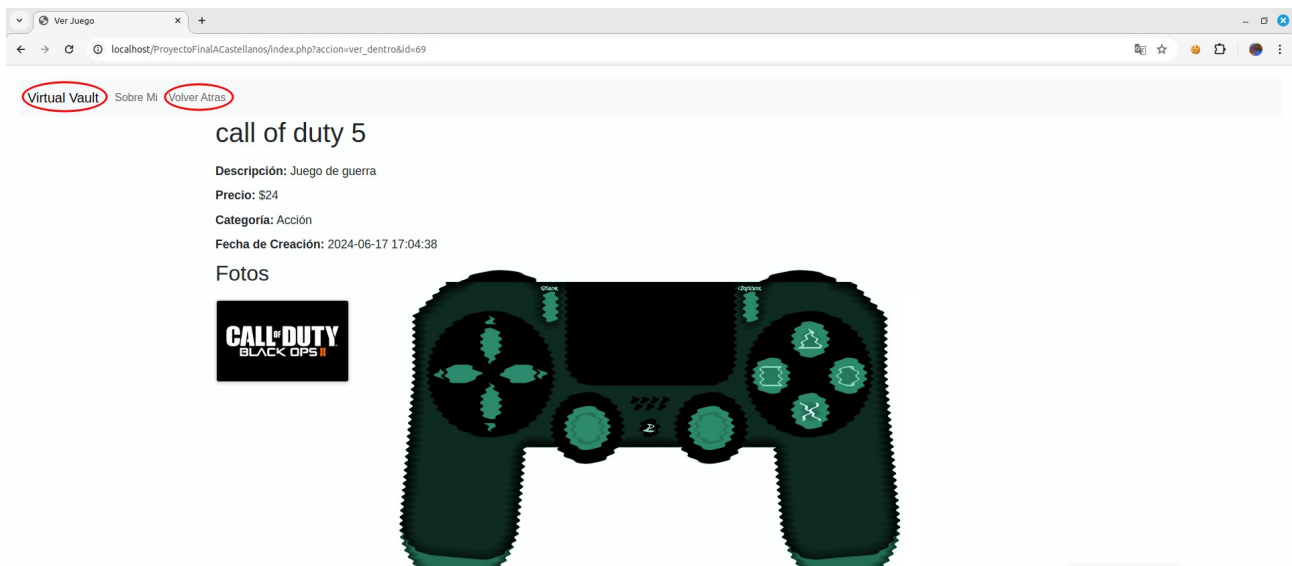 Ver Juego
localhost/ProyectoFinalACastellanos/index.php?accion=ver_dentro&id=69
Virtual Vault Sobre Mi Volver Atras
call of duty 5
Descripción: Juego de guerra
Precio: $24
Categoría: Acción
Fecha de Creación: 2024-06-17 17:04:38
Fotos
CALL OF DUTY
BLACK OPS II